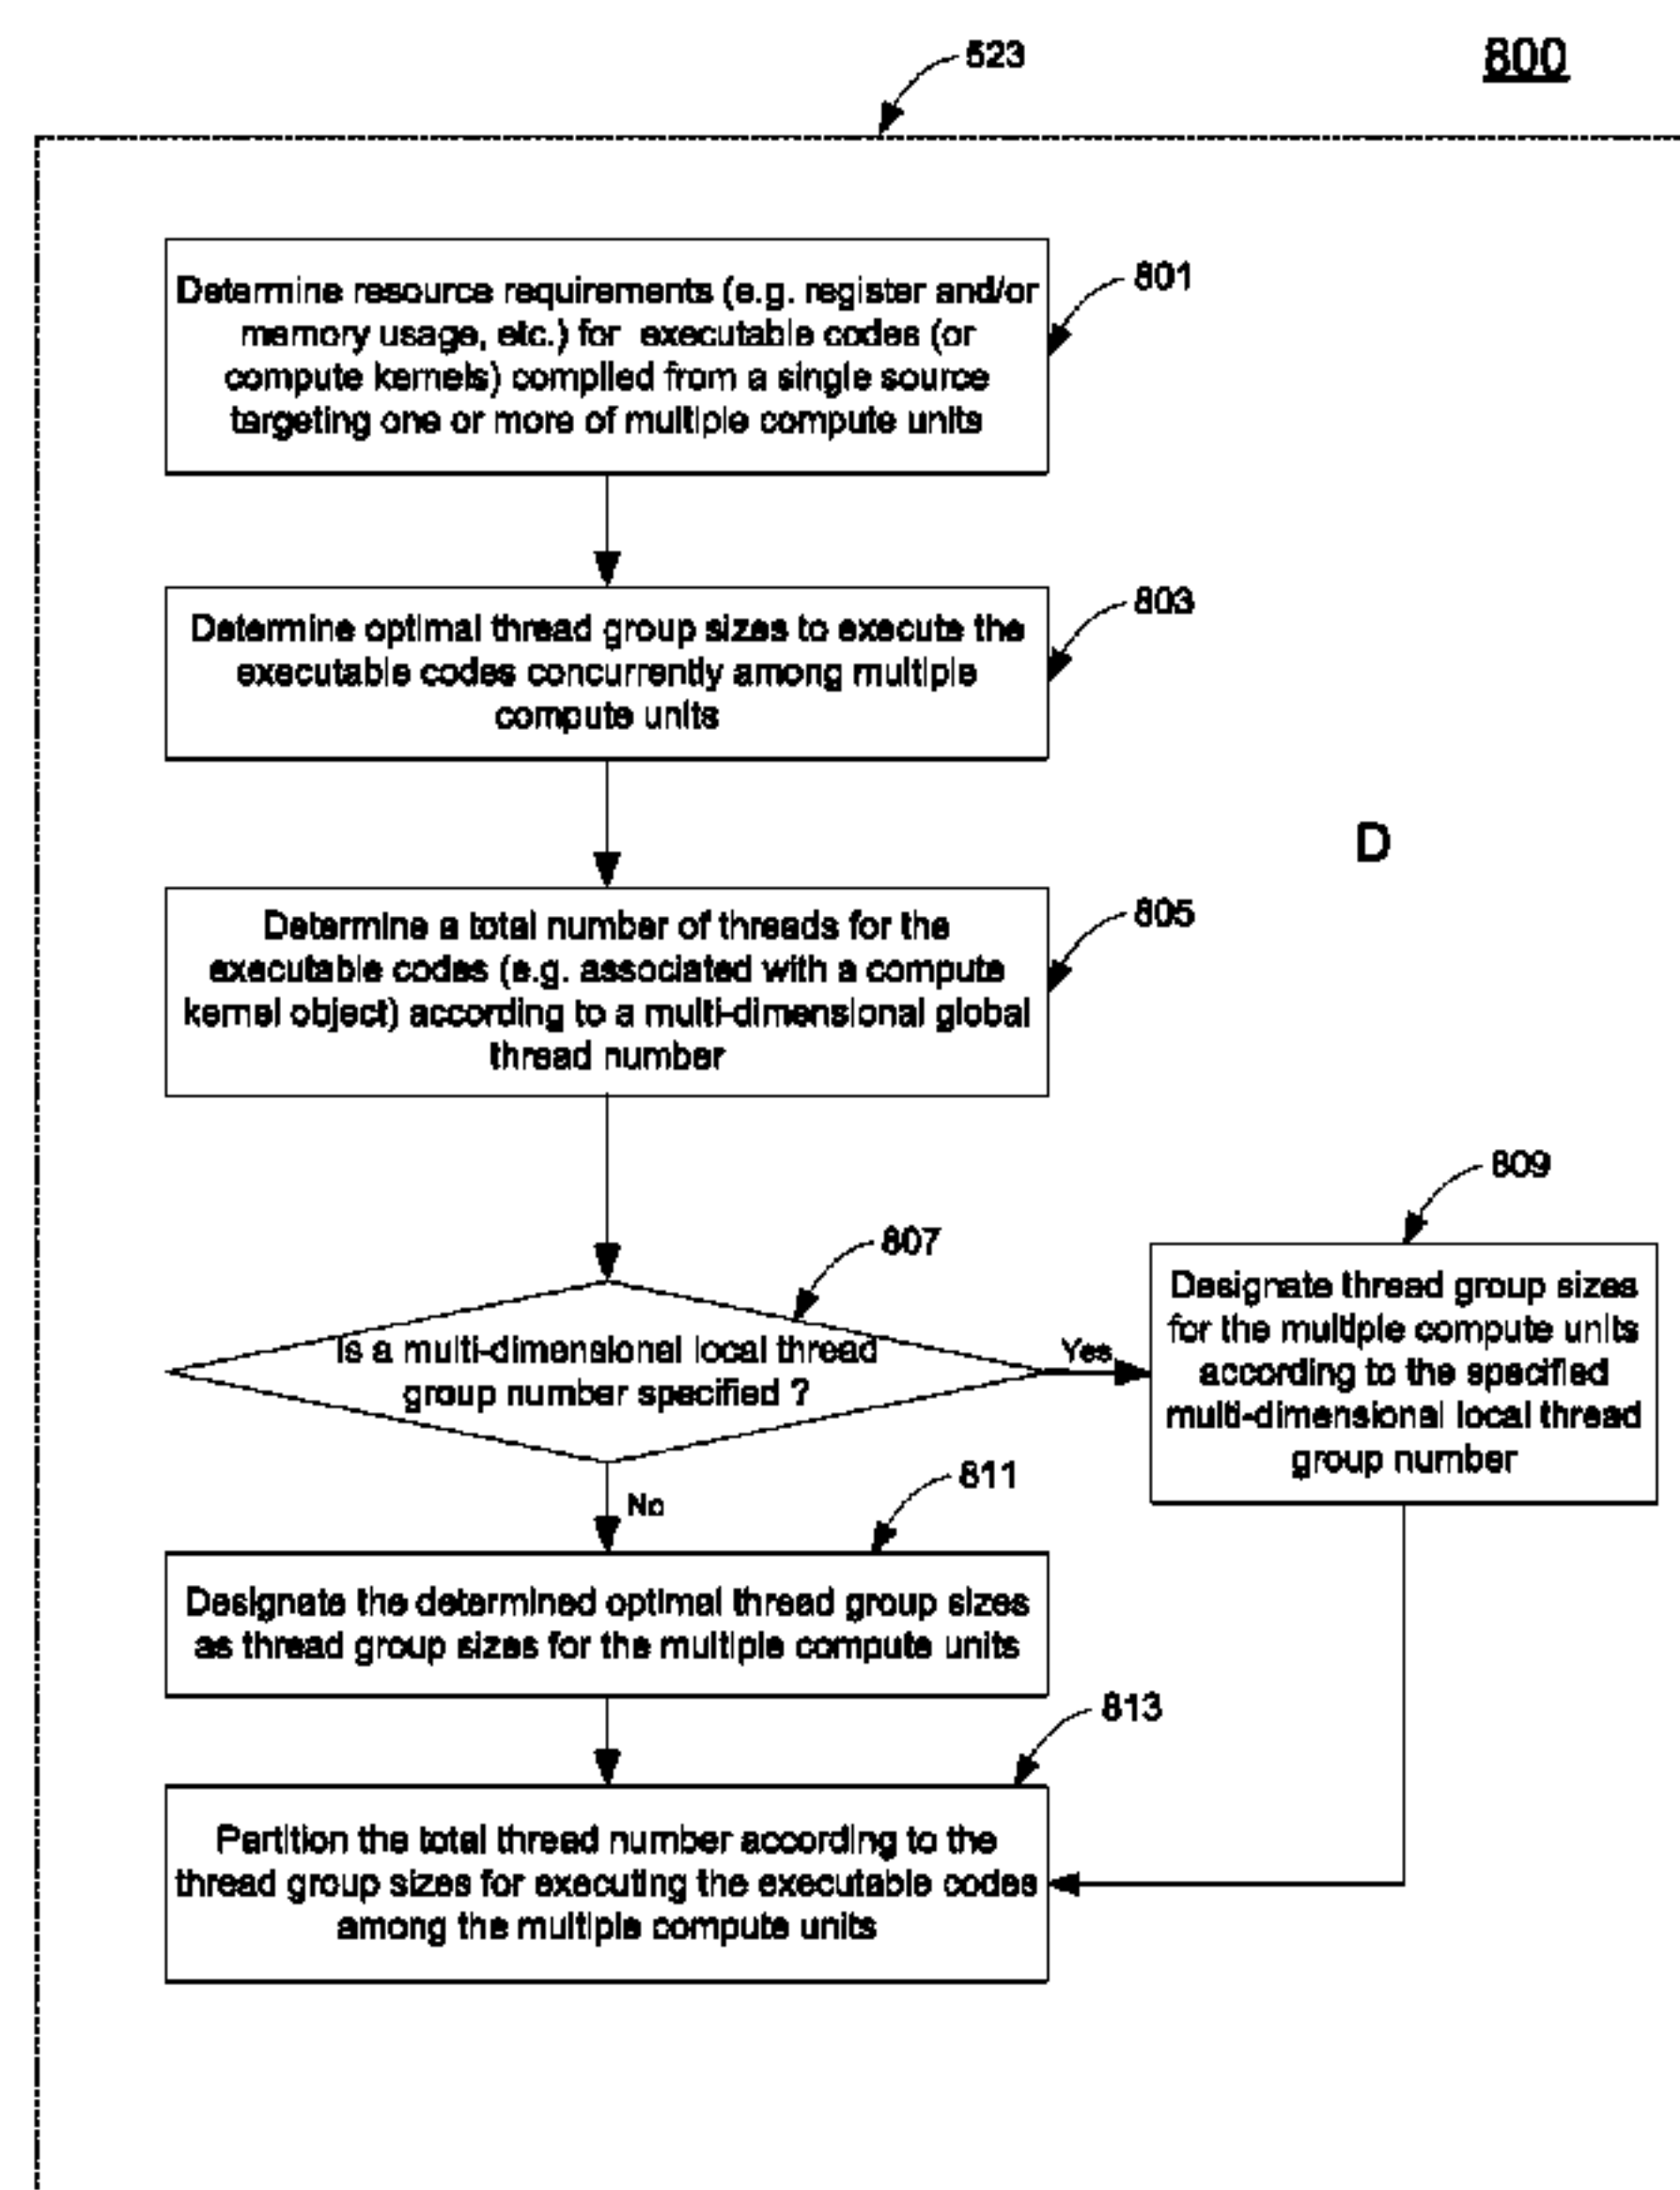 523
800
Determine resource requirements (e.g. register and/or
memory usage, etc.) for executable codes (or
compute kernels) compiled from a single source
targeting one or more of multiple compute units
801
Determine optimal thread group sizes to execute the
executable codes concurrently among multiple
compute units
803
D
Determine a total number of threads for the
executable codes (e.g. associated with a compute
kernel object) according to a multi-dimensional global
thread number
805
807
Is a multi-dimensional local thread
group number specified ?
Yes
809
Designate thread group sizes
for the multiple compute units
according to the specified
multi-dimensional local thread
group number
No
811
Designate the determined optimal thread group sizes
as thread group sizes for the multiple compute units
813
Partition the total thread number according to the
thread group sizes for executing the executable codes
among the multiple compute units